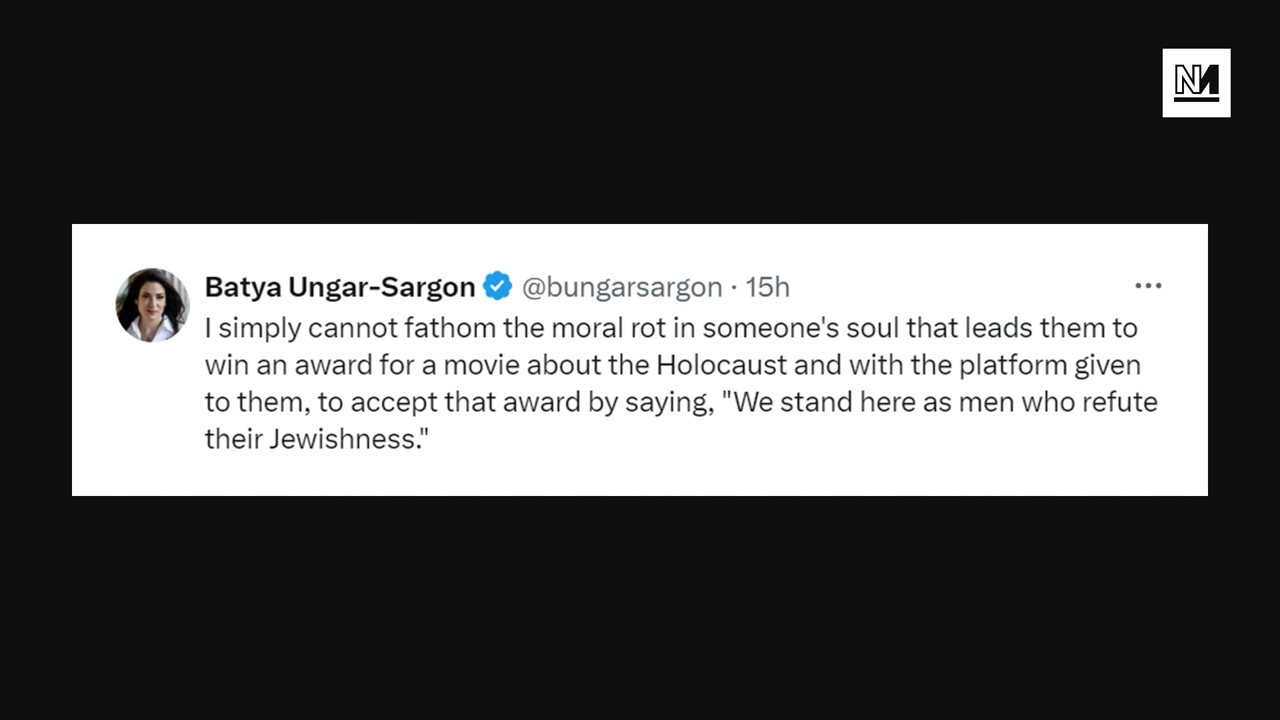 NM
Batya Ungar-Sargon @bungarsargon · 15h
I simply cannot fathom the moral rot in someone's soul that leads them to
win an award for a movie about the Holocaust and with the platform given
to them, to accept that award by saying, "We stand here as men who refute
their Jewishness."